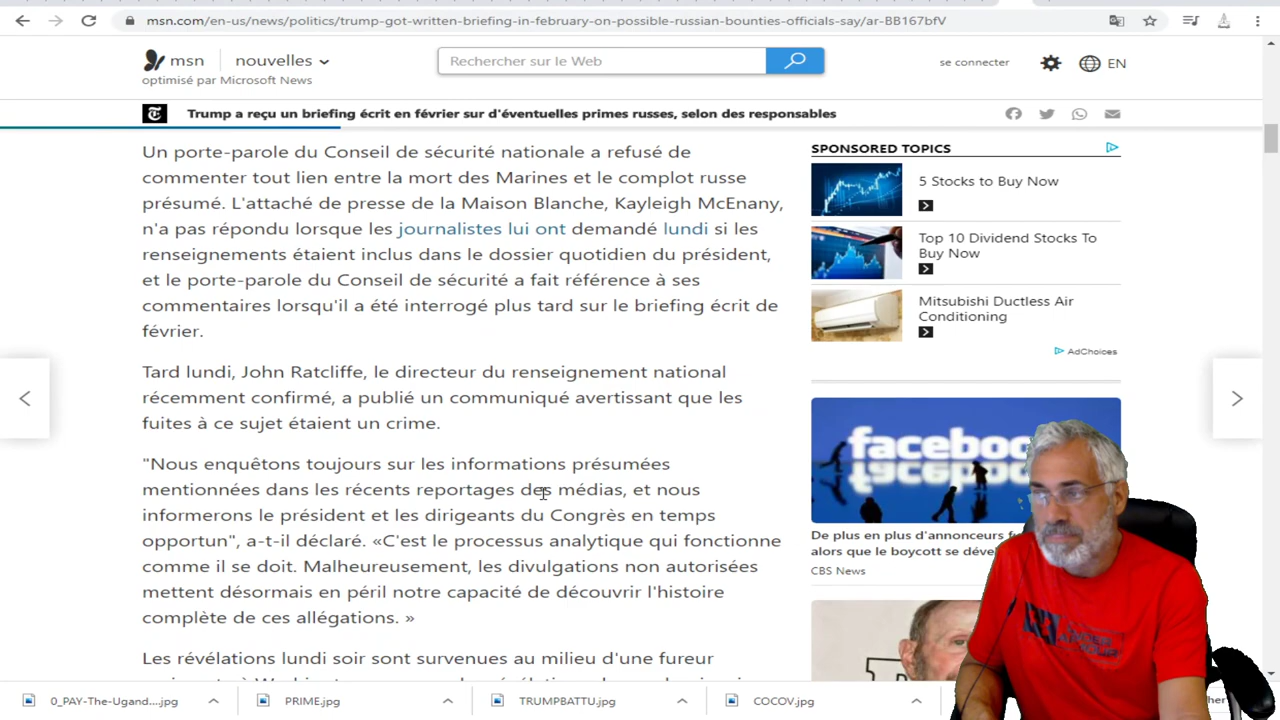 msn.com/en-us/news/politics/trump-got-written-briefing-in-february-on-possible-russian-bounties-officials-say/ar-BB167bfV
msn
nouvelles
optimisé par Microsoft News
Rechercher sur le Web
se connecter
EN
Trump a reçu un briefing écrit en février sur d'éventuelles primes russes, selon des responsables
Un porte-parole du Conseil de sécurité nationale a refusé de
commenter tout lien entre la mort des Marines et le complot russe
présumé. L'attaché de presse de la Maison Blanche, Kayleigh McEnany,
n'a pas répondu lorsque les journalistes lui ont demandé lundi si les
renseignements étaient inclus dans le dossier quotidien du président,
et le porte-parole du Conseil de sécurité a fait référence à ses
commentaires lorsqu'il a été interrogé plus tard sur le briefing écrit de
février.
Tard lundi, John Ratcliffe, le directeur du renseignement national
récemment confirmé, a publié un communiqué avertissant que les
fuites à ce sujet étaient un crime.
"Nous enquêtons toujours sur les informations présumées
mentionnées dans les récents reportages des médias, et nous
informerons le président et les dirigeants du Congrès en temps
opportun", a-t-il déclaré. «C'est le processus analytique qui fonctionne
comme il se doit. Malheureusement, les divulgations non autorisées
mettent désormais en péril notre capacité de découvrir l'histoire
complète de ces allégations. »
Les révélations lundi soir sont survenues au milieu d'une fureur
SPONSORED TOPICS
5 Stocks to Buy Now
Top 10 Dividend Stocks To
Buy Now
Mitsubishi Ductless Air
Conditioning
AdChoices
facebo
De plus en plus d'annonceurs
alors que le boycott se
CBS News
0_PAY-The-Ugand....jpg
PRIME.jpg
TRUMPBATTU.jpg
COCOV.jpg